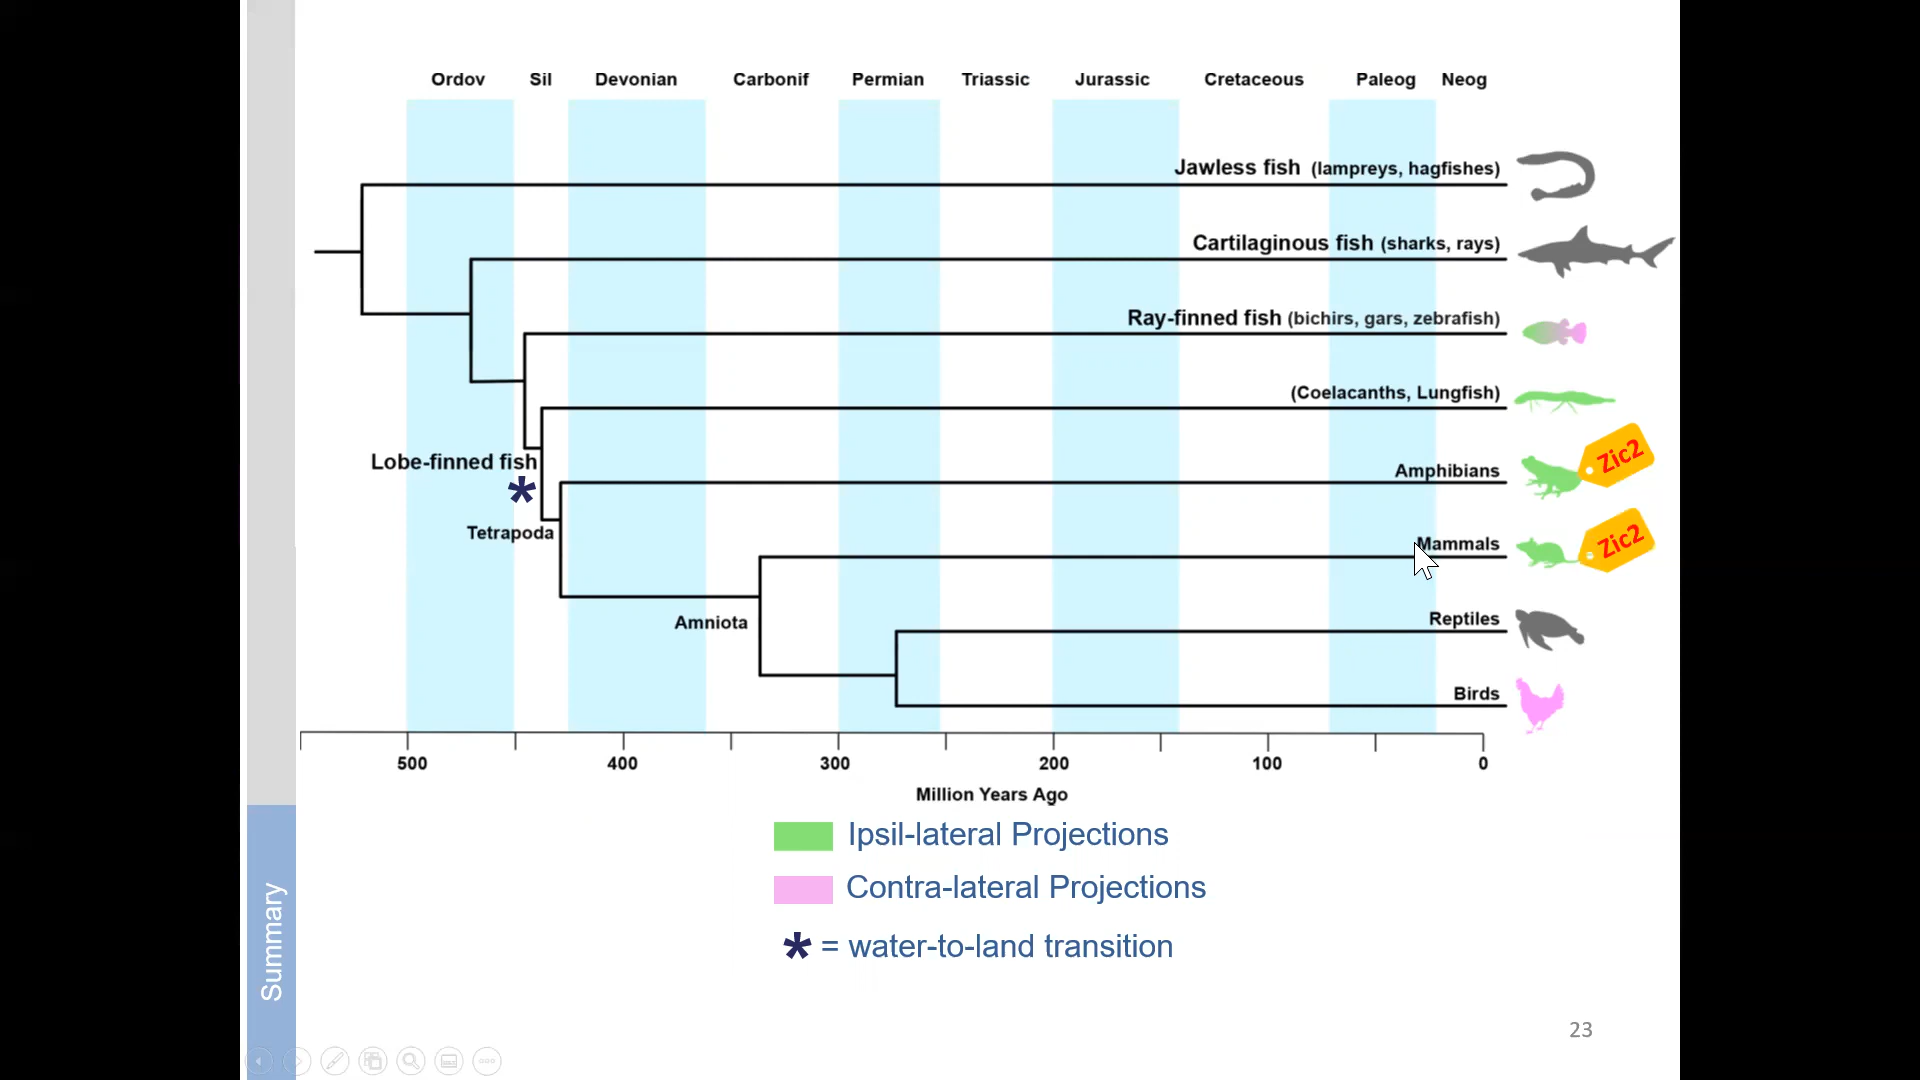 Ordov Sil Devonian Carbonif Permian Triassic Jurassic Cretaceous Paleog Neog
Jawless fish (lampreys, hagfishes)
Cartilaginous fish (sharks, rays)
Ray-finned fish (bichirs, gars, zebrafish)
(Coelacanths, Lungfish)
Zic2
Lobe-finned fish
*
Amphibians
Tetrapoda
Zic2
Mammals
Reptiles
Amniota
Birds
500 400 300 200 100 0
Million Years Ago
Ipsil-lateral Projections
Contra-lateral Projections
* = water-to-land transition
Summary
23